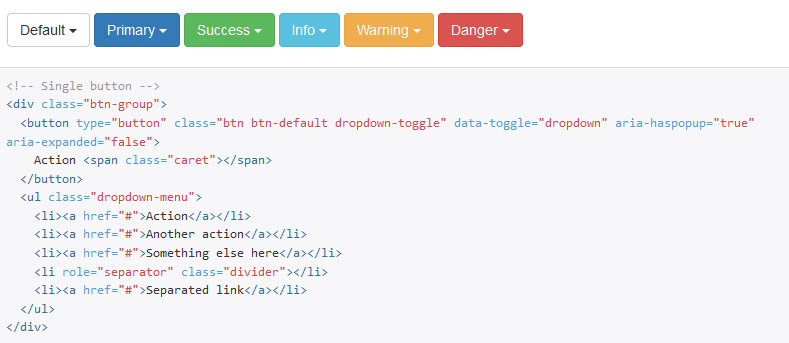 Default Primary Success Info Warning Danger
<!-- Single button -->
<div class="btn-group">
  <button type="button" class="btn btn-default dropdown-toggle" data-toggle="dropdown" aria-haspopup="true"
aria-expanded="false">
    Action <span class="caret"></span>
  </button>
  <ul class="dropdown-menu">
    <li><a href="#">Action</a></li>
    <li><a href="#">Another action</a></li>
    <li><a href="#">Something else here</a></li>
    <li role="separator" class="divider"></li>
    <li><a href="#">Separated link</a></li>
  </ul>
</div>